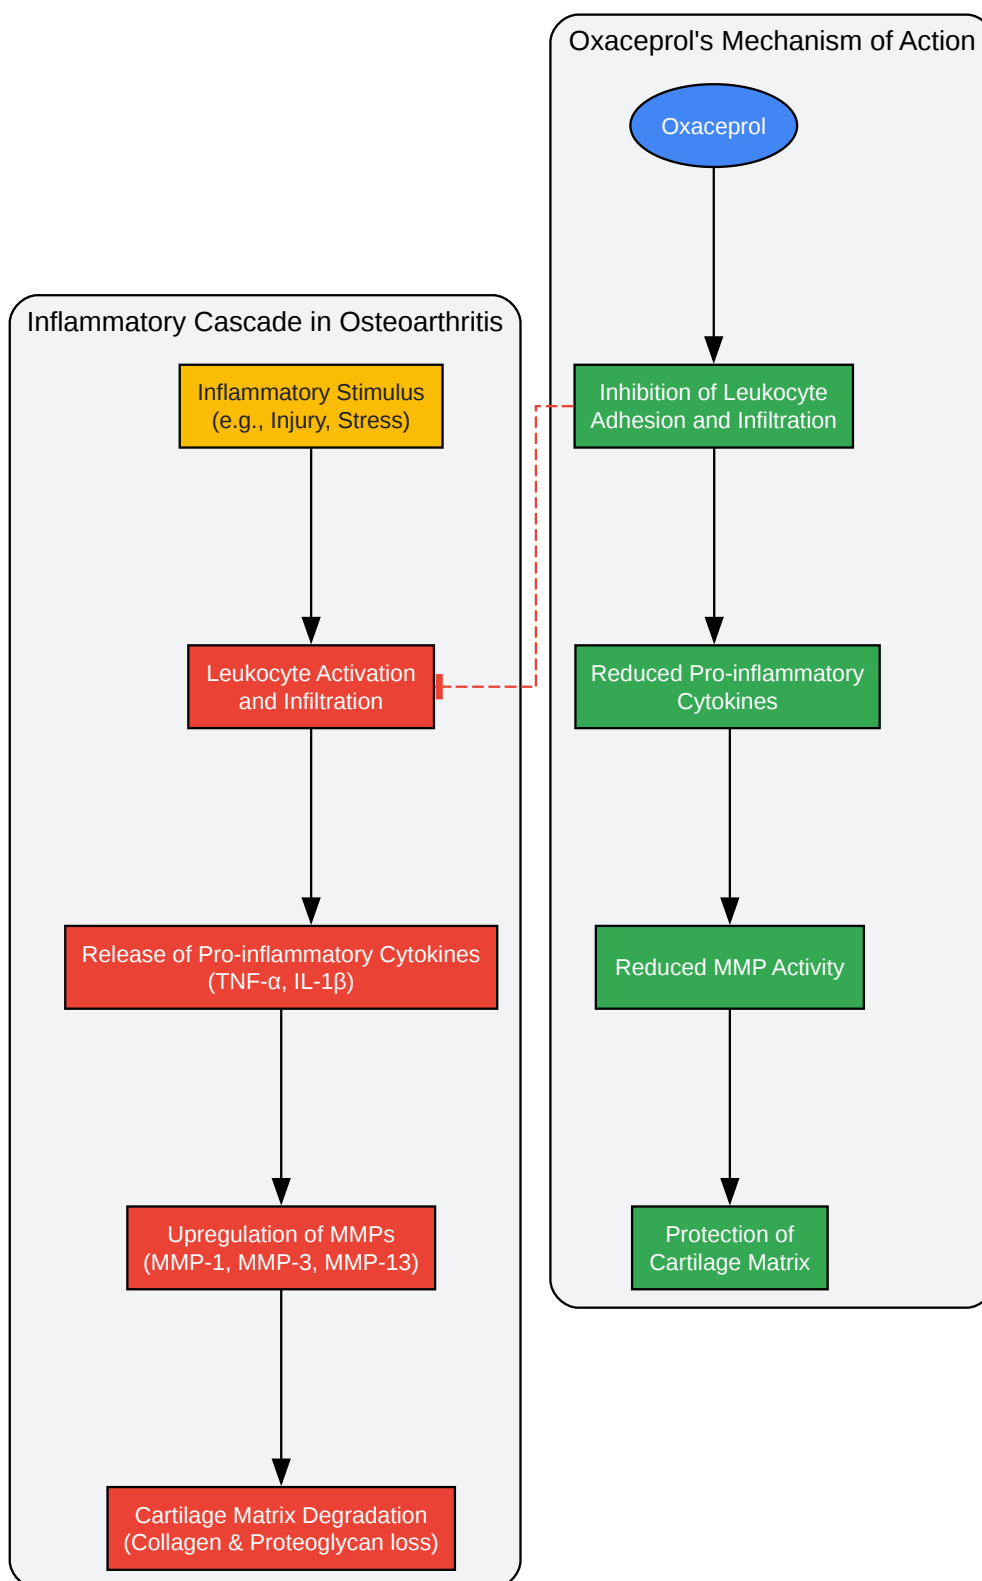 Oxaceprol's Mechanism of Action
Oxaceprol
Inhibition of Leukocyte
Adhesion and Infiltration
Reduced Pro-inflammatory
Cytokines
Reduced MMP Activity
Protection of
Cartilage Matrix
Inflammatory Cascade in Osteoarthritis
Inflammatory Stimulus
(e.g., Injury, Stress)
Leukocyte Activation
and Infiltration
Release of Pro-inflammatory Cytokines
(TNF-α, IL-1β)
Upregulation of MMPs
(MMP-1, MMP-3, MMP-13)
Cartilage Matrix Degradation
(Collagen & Proteoglycan loss)